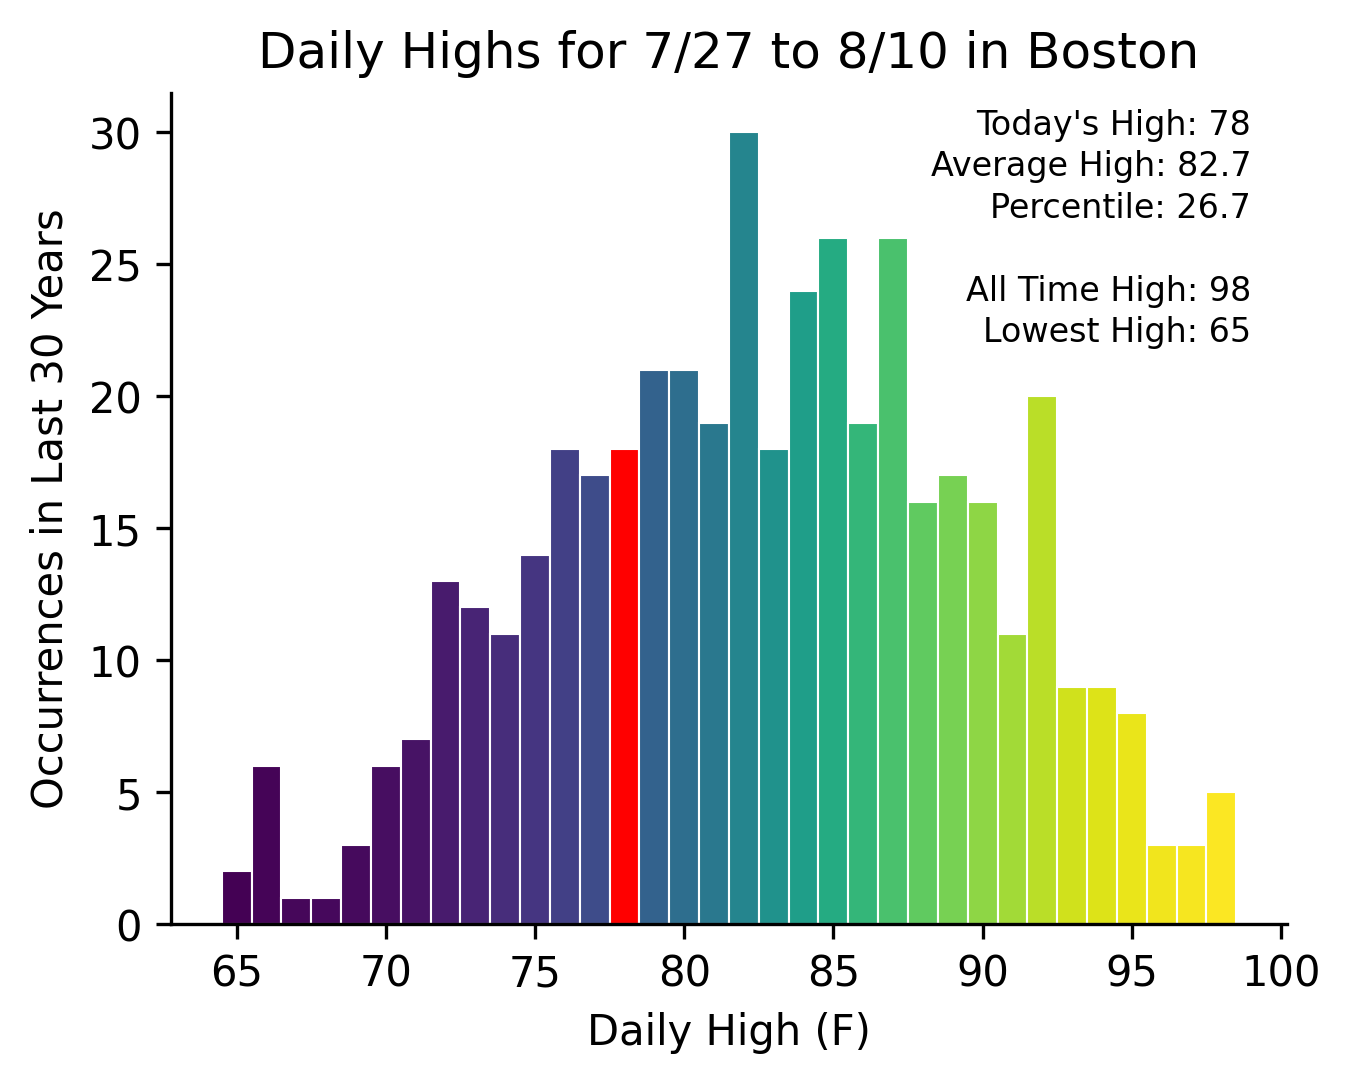 Daily Highs for 7/27 to 8/10 in Boston
Today's High: 78
Average High: 82.7
Percentile: 26.7
All Time High: 98
Lowest High: 65
Occurrences in Last 30 Years
30
25
20
15
10
5
0
65 70 75 80 85 90 95 100
Daily High (F)